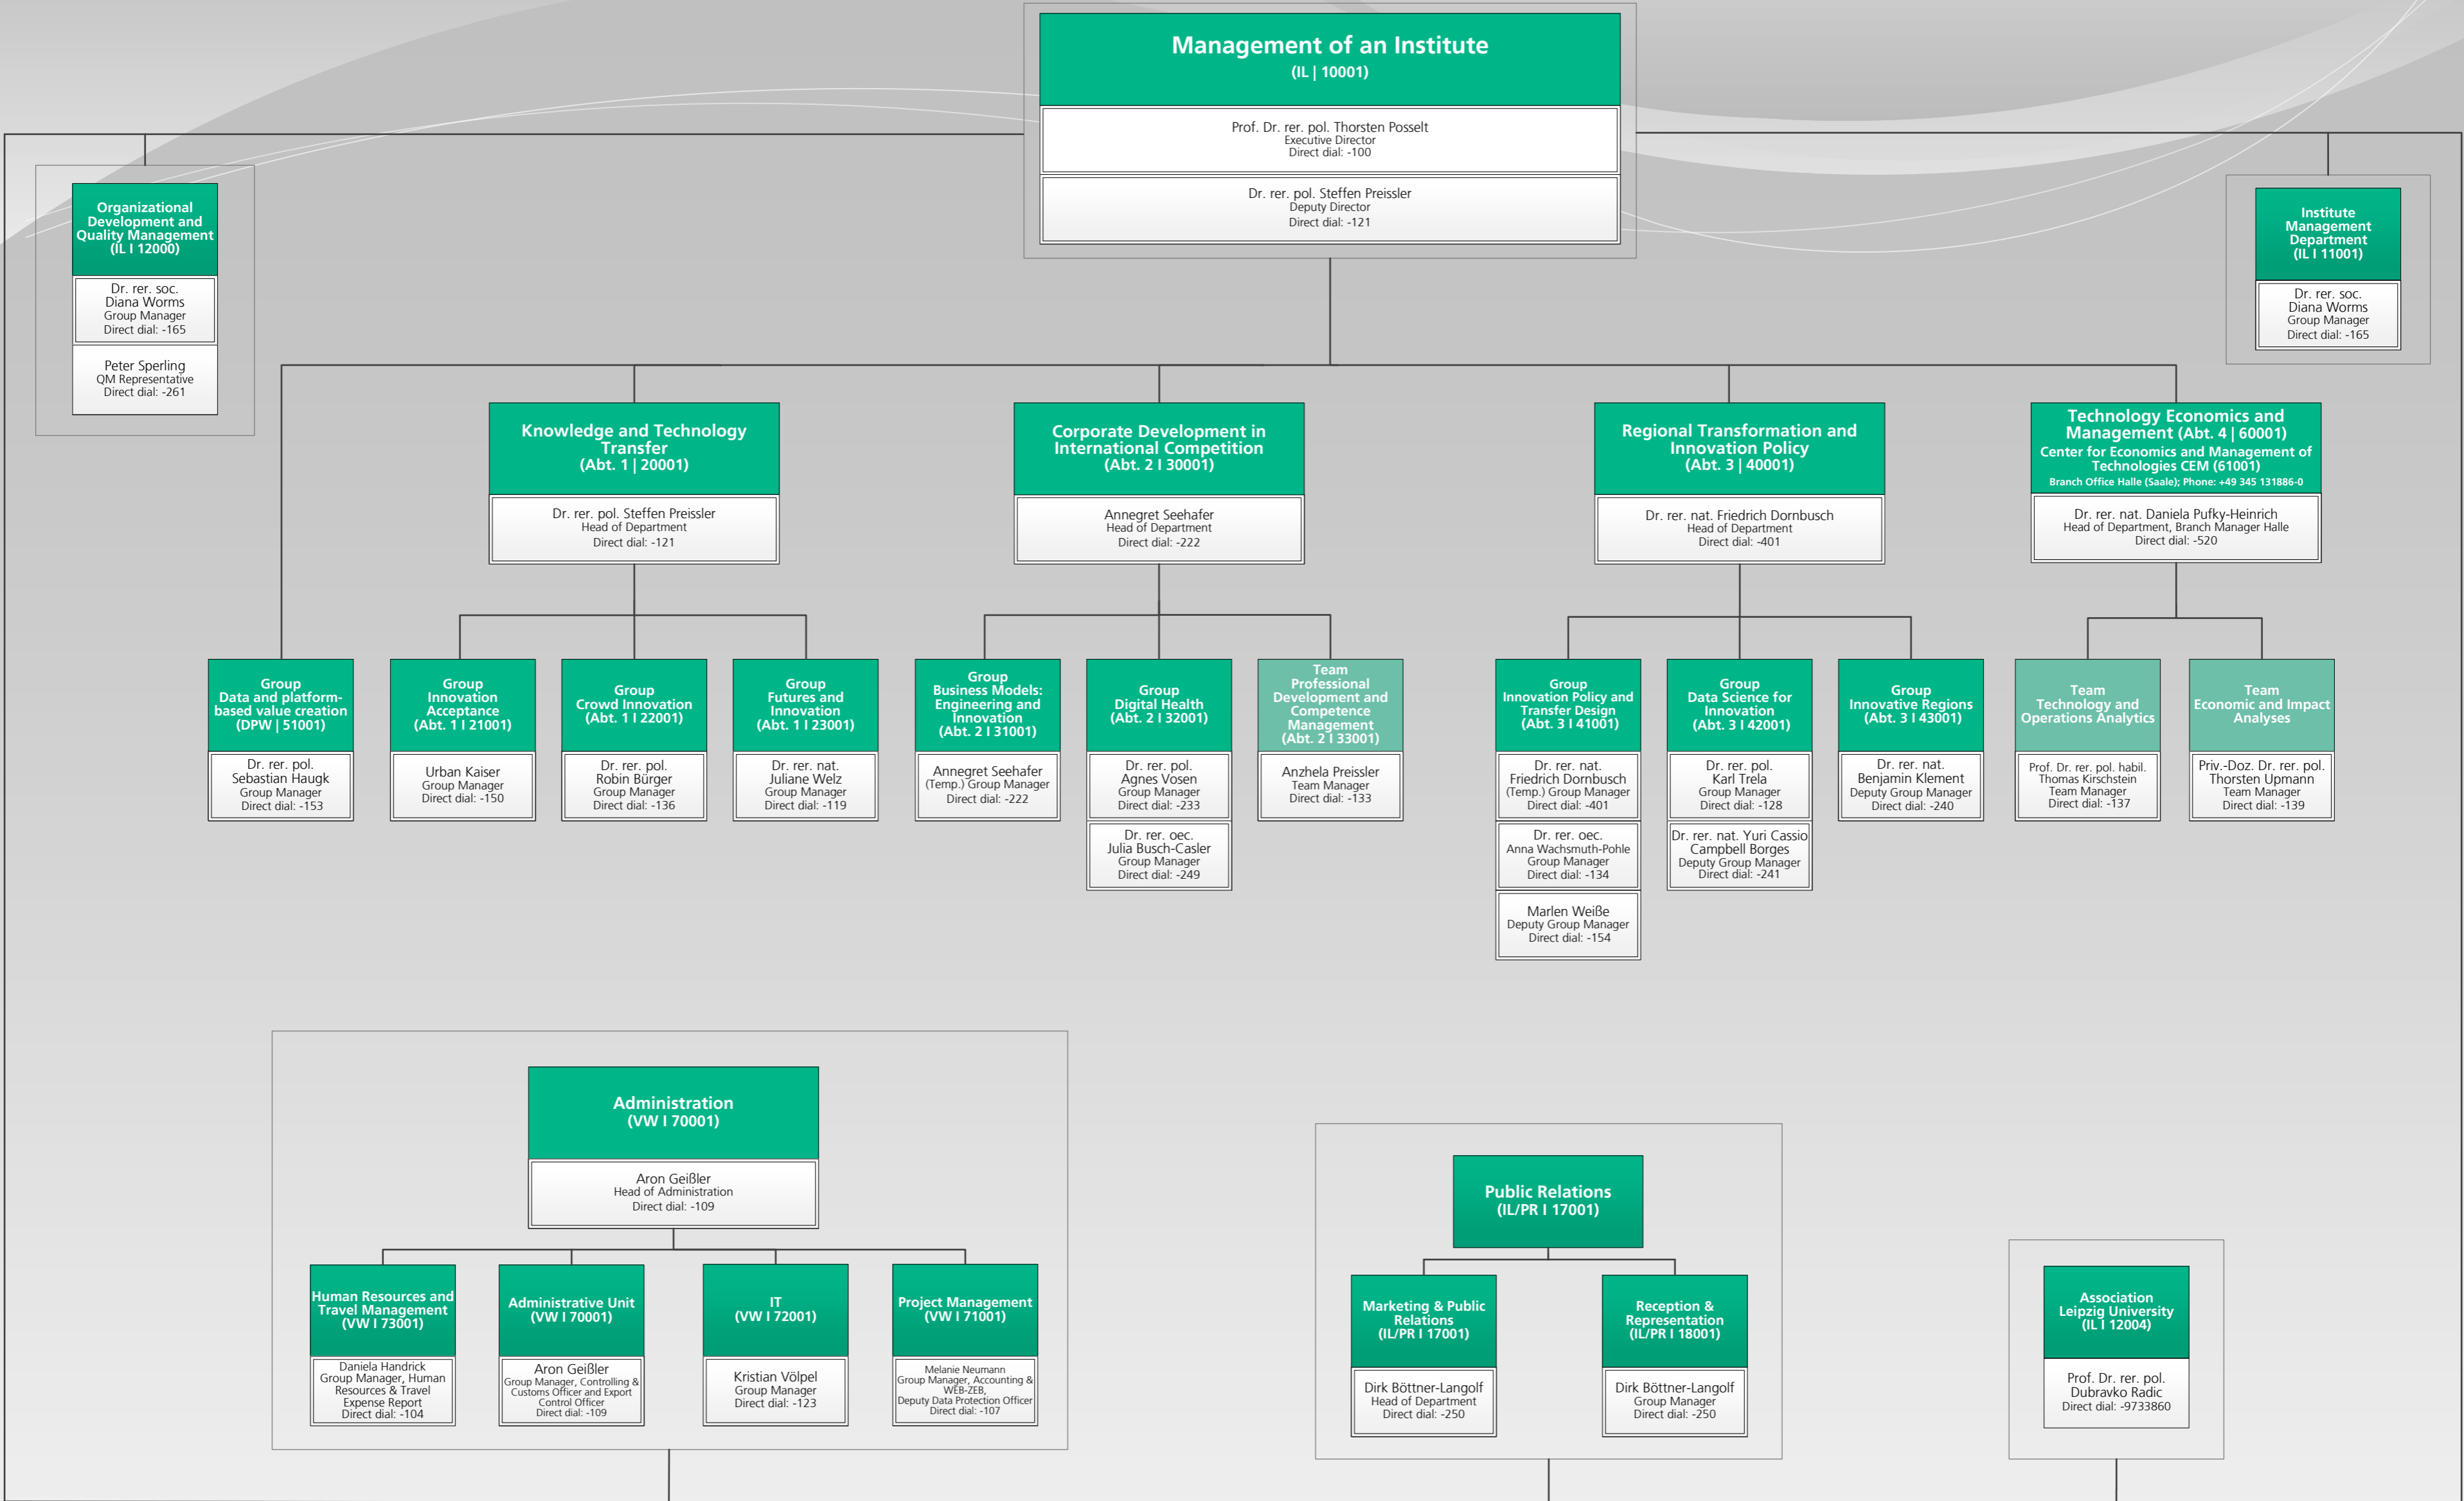 Management of an Institute
(IL | 10001)
Prof. Dr. rer. pol. Thorsten Posselt
Executive Director
Direct dial: -100
Dr. rer. pol. Steffen Preissler
Deputy Director
Direct dial: -121
Organizational
Development and
Quality Management
(IL I 12000)
Dr. rer. soc.
Diana Worms
Group Manager
Direct dial: -165
Peter Sperling
QM Representative
Direct dial: -261
Institute
Management
Department
(IL I 11001)
Dr. rer. soc.
Diana Worms
Group Manager
Direct dial: -165
Knowledge and Technology
Transfer
(Abt. 1 | 20001)
Dr. rer. pol. Steffen Preissler
Head of Department
Direct dial: -121
Corporate Development in
International Competition
(Abt. 2 I 30001)
Annegret Seehafer
Head of Department
Direct dial: -222
Regional Transformation and
Innovation Policy
(Abt. 3 | 40001)
Dr. rer. nat. Friedrich Dornbusch
Head of Department
Direct dial: -401
Technology Economics and
Management (Abt. 4 | 60001)
Center for Economics and Management of
Technologies CEM (61001)
Branch Office Halle (Saale); Phone: +49 345 131886-0
Dr. rer. nat. Daniela Pufky-Heinrich
Head of Department, Branch Manager Halle
Direct dial: -520
Group
Data and platform-
based value creation
(DPW | 51001)
Dr. rer. pol.
Sebastian Haugk
Group Manager
Direct dial: -153
Group
Innovation
Acceptance
(Abt. 1 I 21001)
Urban Kaiser
Group Manager
Direct dial: -150
Group
Crowd Innovation
(Abt. 1 I 22001)
Dr. rer. pol.
Robin Bürger
Group Manager
Direct dial: -136
Group
Futures and
Innovation
(Abt. 1 I 23001)
Dr. rer. nat.
Juliane Welz
Group Manager
Direct dial: -119
Group
Business Models:
Engineering and
Innovation
(Abt. 2 I 31001)
Annegret Seehafer
(Temp.) Group Manager
Direct dial: -222
Group
Digital Health
(Abt. 2 I 32001)
Dr. rer. pol.
Agnes Vosen
Group Manager
Direct dial: -233
Dr. rer. oec.
Julia Busch-Casler
Group Manager
Direct dial: -249
Team
Professional
Development and
Competence
Management
(Abt. 2 I 33001)
Anzhela Preissler
Team Manager
Direct dial: -133
Group
Innovation Policy and
Transfer Design
(Abt. 3 I 41001)
Dr. rer. nat.
Friedrich Dornbusch
(Temp.) Group Manager
Direct dial: -401
Dr. rer. oec.
Anna Wachsmuth-Pohle
Group Manager
Direct dial: -134
Marlen Weiße
Deputy Group Manager
Direct dial: -154
Group
Data Science for
Innovation
(Abt. 3 I 42001)
Dr. rer. pol.
Karl Trela
Group Manager
Direct dial: -128
Dr. rer. nat. Yuri Cassio
Campbell Borges
Deputy Group Manager
Direct dial: -241
Group
Innovative Regions
(Abt. 3 I 43001)
Dr. rer. nat.
Benjamin Klement
Deputy Group Manager
Direct dial: -240
Team
Technology and
Operations Analytics
Prof. Dr. rer. pol. habil.
Thomas Kirschstein
Team Manager
Direct dial: -137
Team
Economic and Impact
Analyses
Priv.-Doz. Dr. rer. pol.
Thorsten Upmann
Team Manager
Direct dial: -139
Administration
(VW I 70001)
Aron Geißler
Head of Administration
Direct dial: -109
Human Resources and
Travel Management
(VW I 73001)
Daniela Handrick
Group Manager, Human
Resources & Travel
Expense Report
Direct dial: -104
Administrative Unit
(VW I 70001)
Aron Geißler
Group Manager, Controlling &
Customs Officer and Export
Control Officer
Direct dial: -109
IT
(VW I 72001)
Kristian Völpel
Group Manager
Direct dial: -123
Project Management
(VW I 71001)
Melanie Neumann
Group Manager, Accounting &
WEB-ZEB,
Deputy Data Protection Officer
Direct dial: -107
Public Relations
(IL/PR I 17001)
Marketing & Public
Relations
(IL/PR I 17001)
Dirk Böttner-Langolf
Head of Department
Direct dial: -250
Reception &
Representation
(IL/PR I 18001)
Dirk Böttner-Langolf
Group Manager
Direct dial: -250
Association
Leipzig University
(IL I 12004)
Prof. Dr. rer. pol.
Dubravko Radic
Direct dial: -9733860